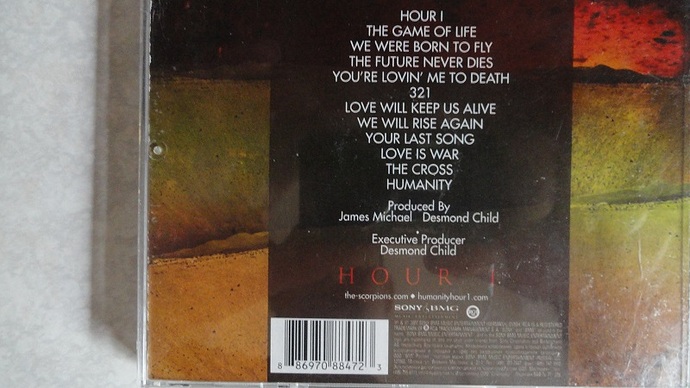 HOUR I
THE GAME OF LIFE
WE WERE BORN TO FLY
THE FUTURE NEVER DIES
YOU'RE LOVIN' ME TO DEATH
321
LOVE WILL KEEP US ALIVE
WE WILL RISE AGAIN
YOUR LAST SONG
LOVE IS WAR
THE CROSS
HUMANITY
Produced By
James Michael Desmond Child
Executive Producer
Desmond Child
HOUR I
the-scorpions.com • humanityhour1.com
SONY BMG
8 86970 88472 3